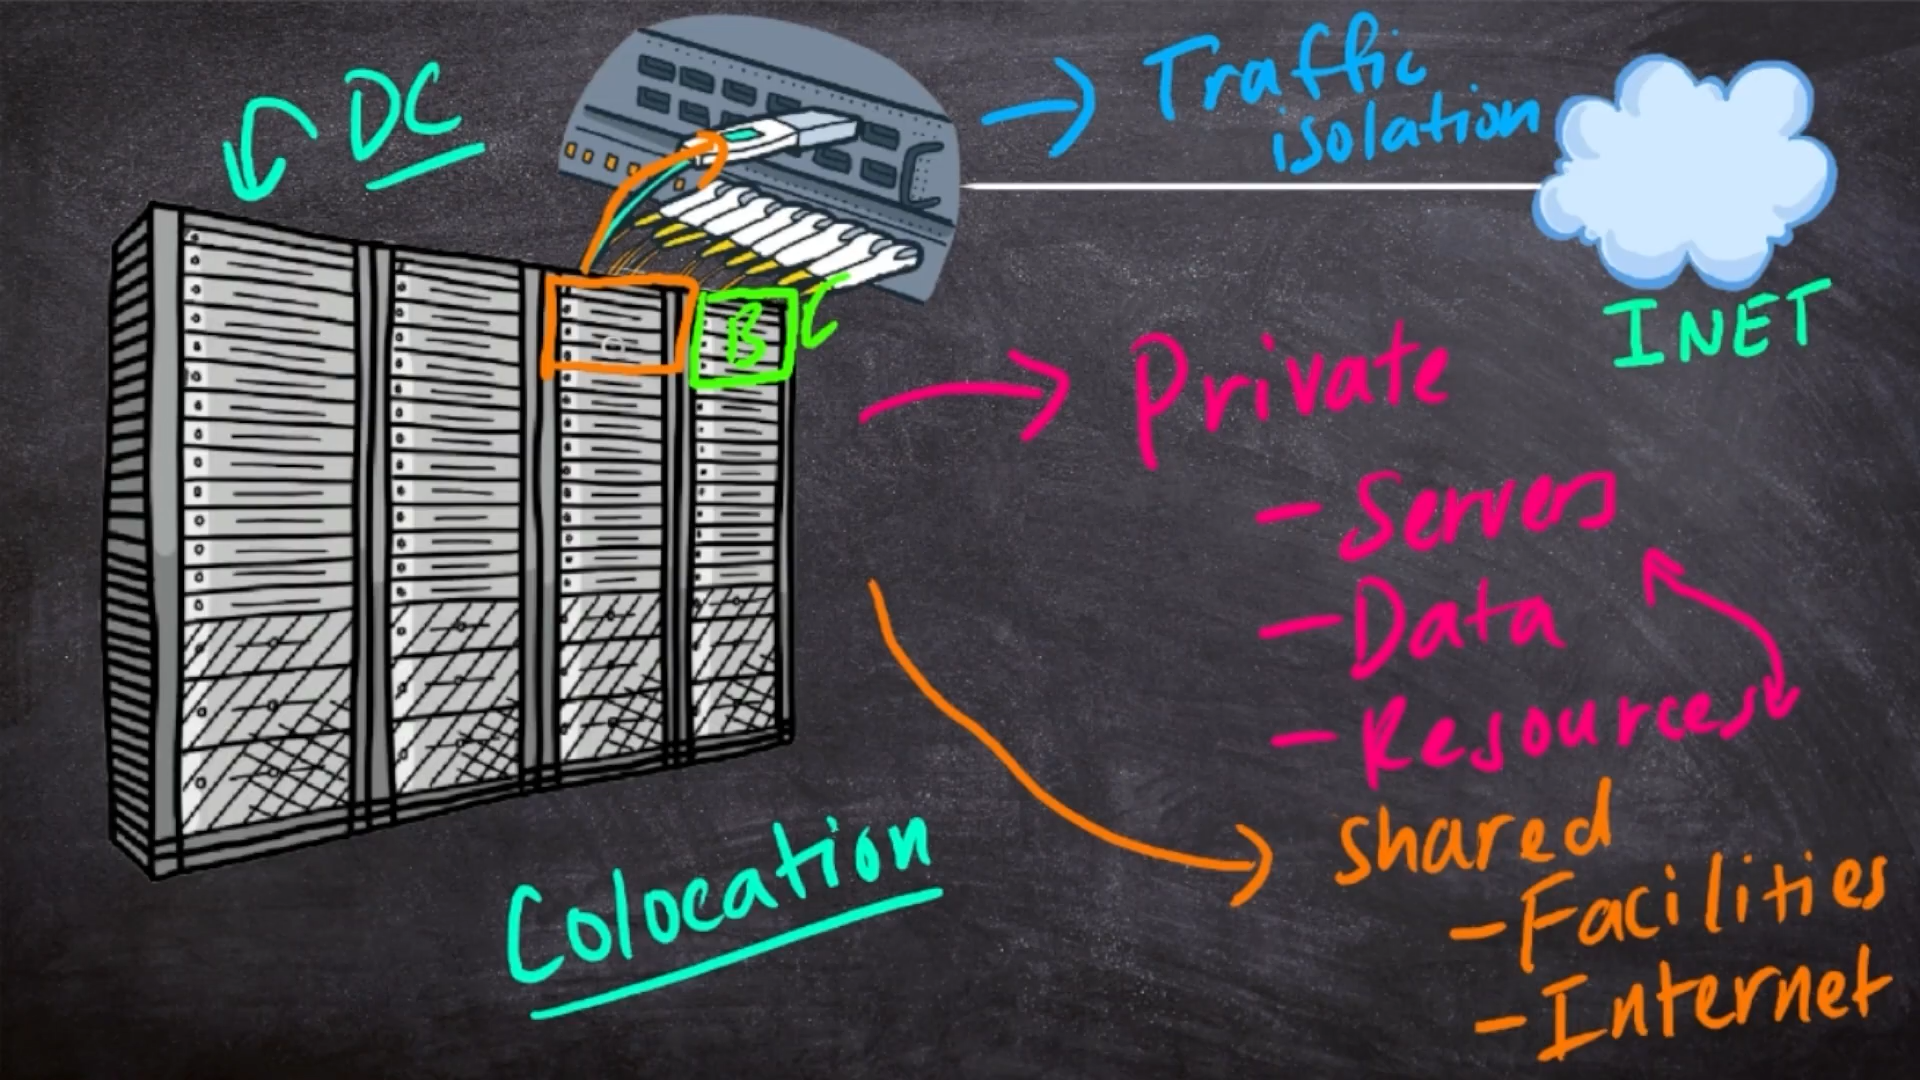 DC
Traffic
isolation
INET
B C
Private
- Servers
- Data
- Resources
Shared
- Facilities
- Internet
Colocation